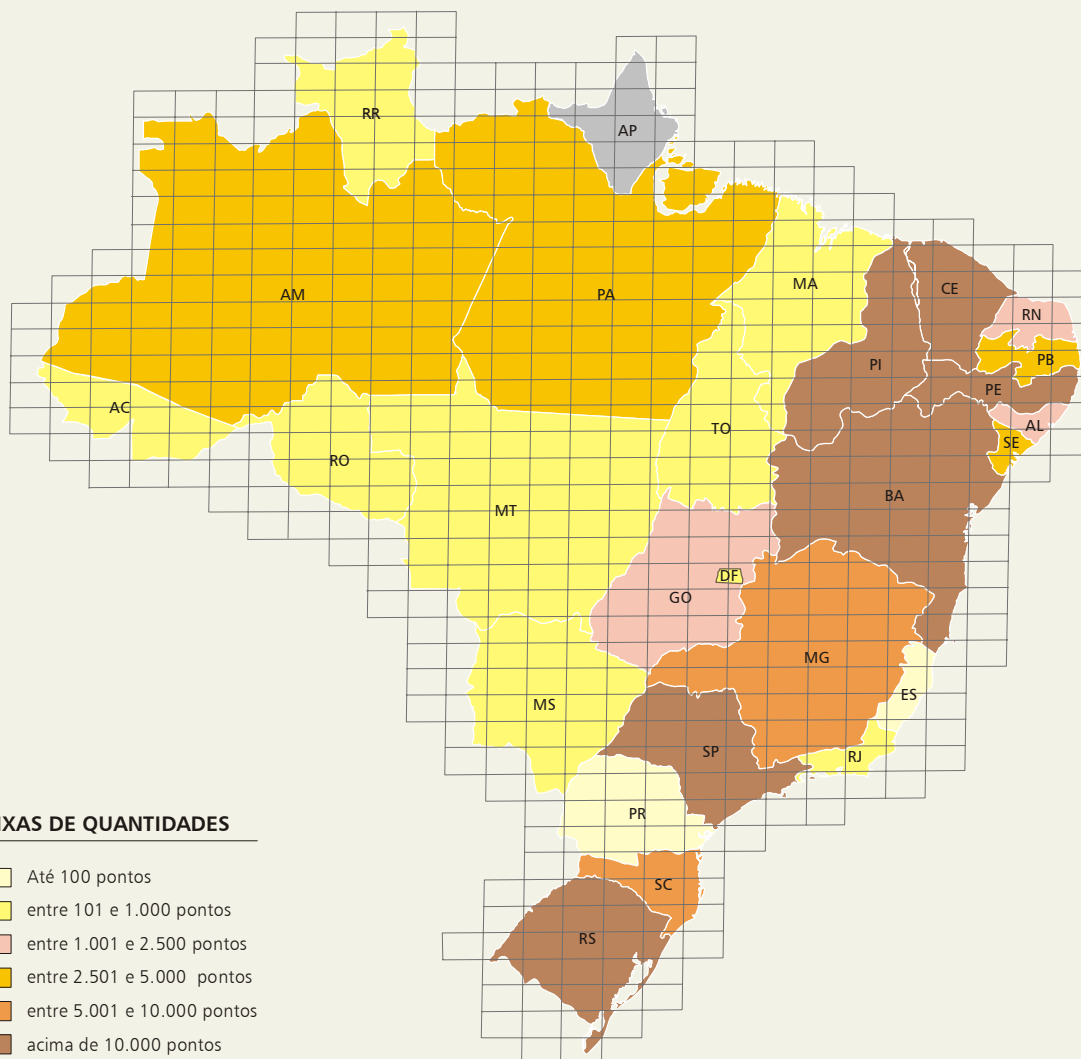 RR
AP
AM
PA
MA
CE
RN
PI
PB
PE
AC
TO
AL
SE
RO
BA
MT
DF
GO
MG
MS
ES
SP
RJ
PR
SC
RS
IXAS DE QUANTIDADES
Até 100 pontos
entre 101 e 1.000 pontos
entre 1.001 e 2.500 pontos
entre 2.501 e 5.000 pontos
entre 5.001 e 10.000 pontos
acima de 10.000 pontos